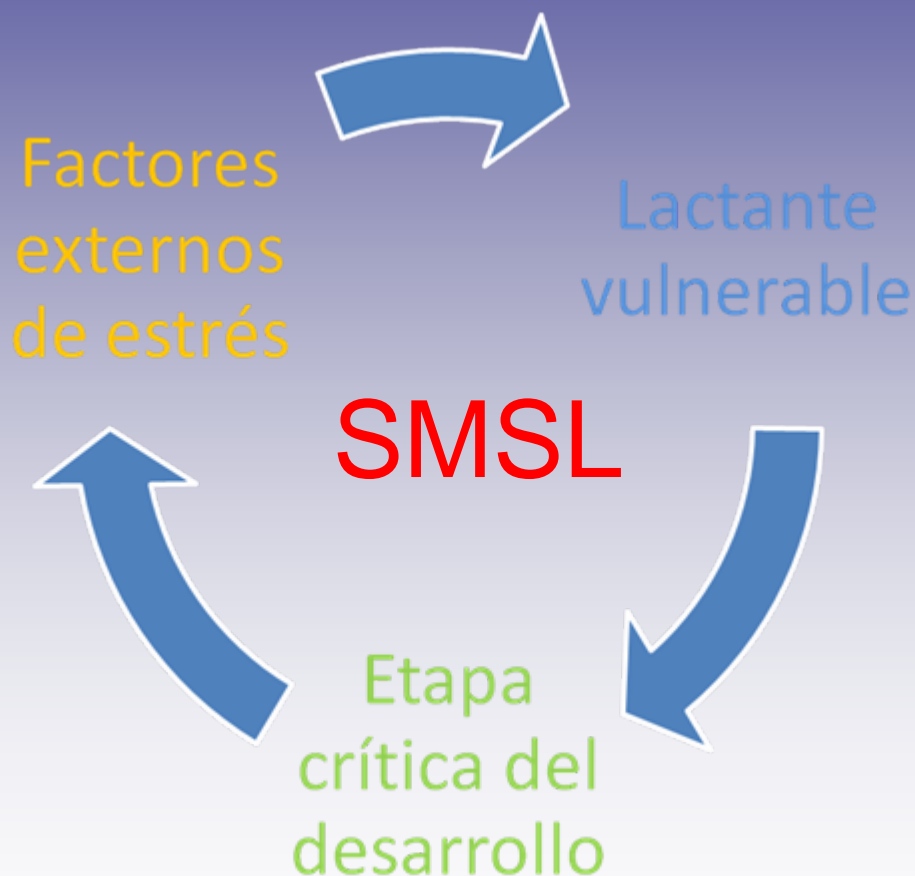 Factores
externos
de estrés
Lactante
vulnerable
SMSL
Etapa
crítica del
desarrollo